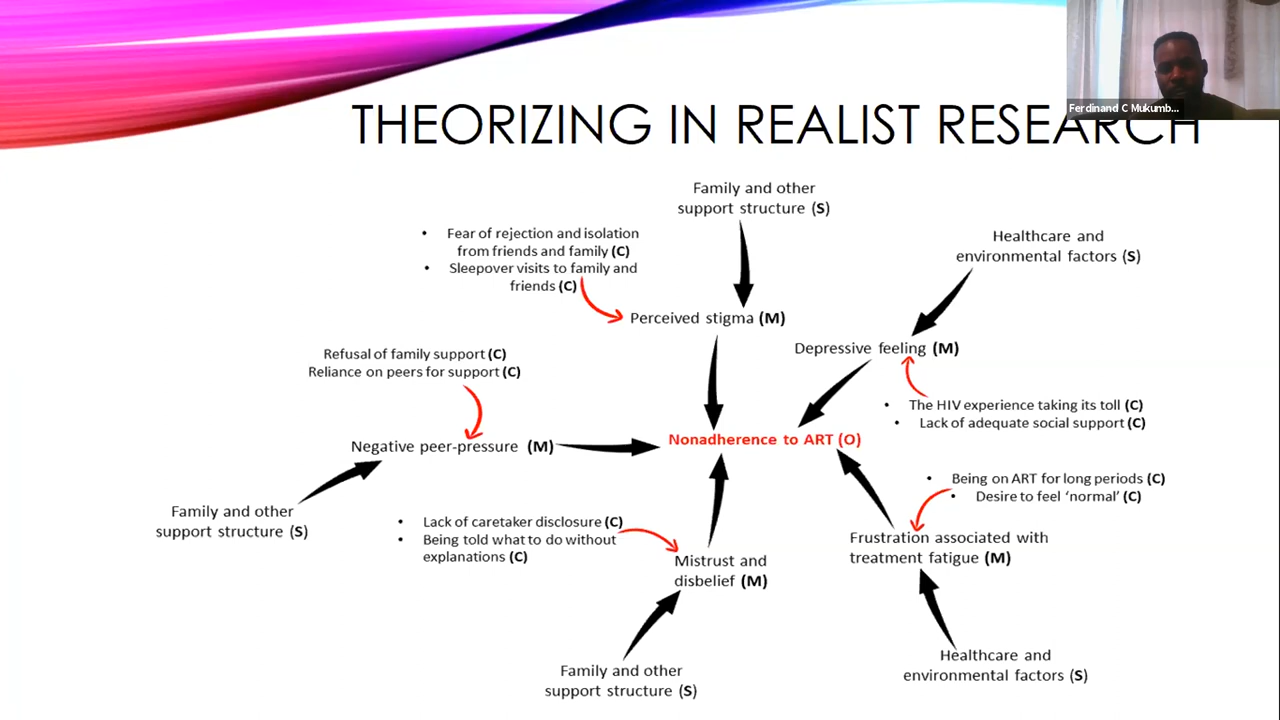 Ferdinand C Mukumb...
THEORIZING IN REALIST RESEARCH
Family and other
support structure (S)
• Fear of rejection and isolation
from friends and family (C)
• Sleepover visits to family and
friends (C)
Perceived stigma (M)
Healthcare and
environmental factors (S)
Depressive feeling (M)
• The HIV experience taking its toll (C)
• Lack of adequate social support (C)
Refusal of family support (C)
Reliance on peers for support (C)
Negative peer-pressure (M)
Family and other
support structure (S)
Nonadherence to ART (O)
• Being on ART for long periods (C)
• Desire to feel ‘normal’ (C)
Frustration associated with
treatment fatigue (M)
Healthcare and
environmental factors (S)
• Lack of caretaker disclosure (C)
• Being told what to do without
explanations (C)
Mistrust and
disbelief (M)
Family and other
support structure (S)